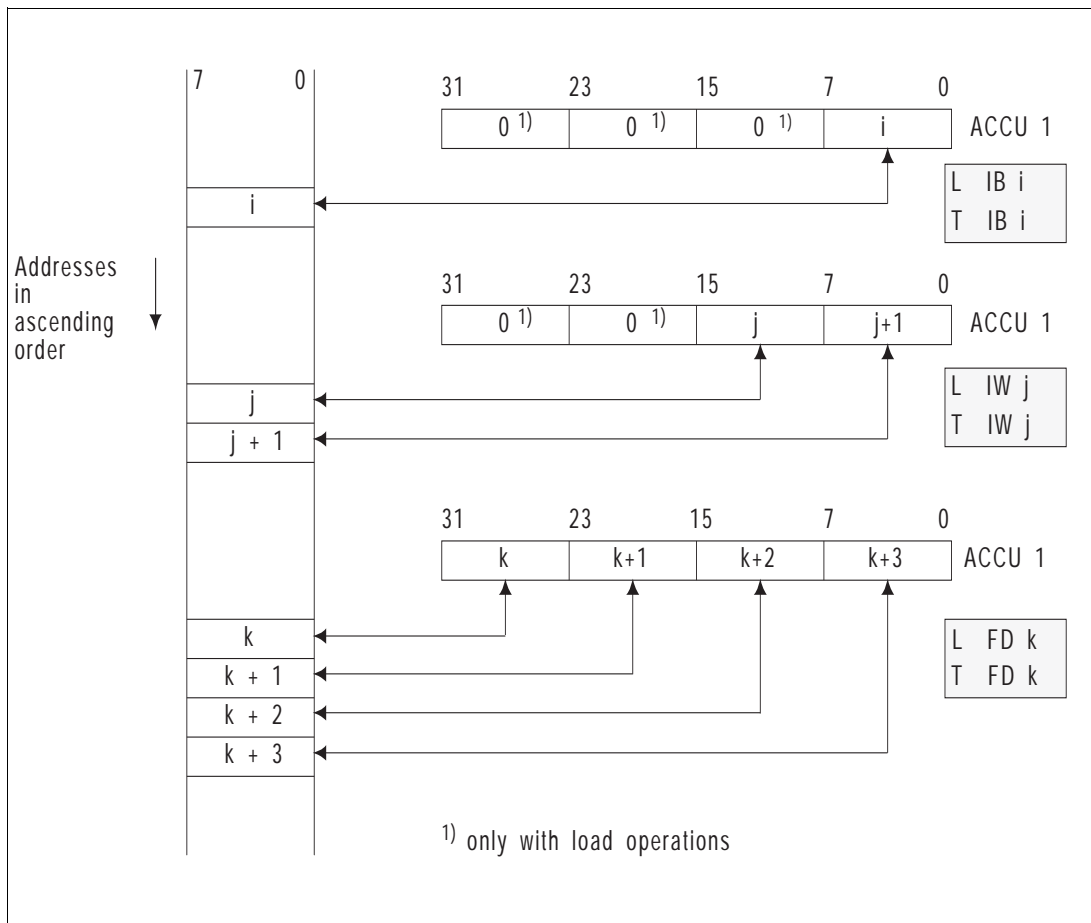 7 0
31 23 15 7 0
0 1) 0 1) 0 1) i ACCU 1
L IB i
T IB i
i
Addresses
in
ascending
order
31 23 15 7 0
0 1) 0 1) j j+1 ACCU 1
L IW j
T IW j
j
j + 1
31 23 15 7 0
k k+1 k+2 k+3 ACCU 1
L FD k
T FD k
k
k + 1
k + 2
k + 3
1) only with load operations